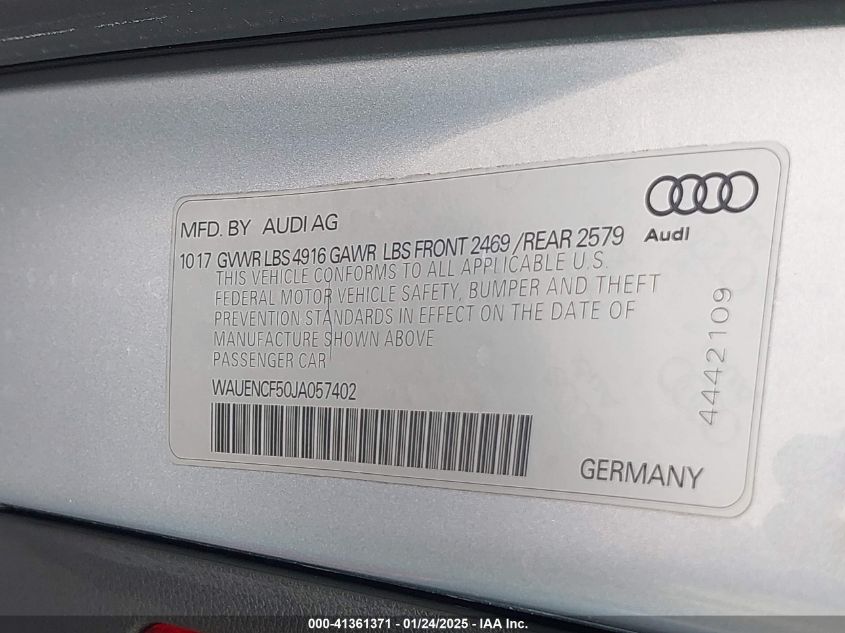 MFD. BY AUDI AG
10 17 GVWR LBS 4916 GAWR LBS FRONT 2469 /REAR 2579
THIS VEHICLE CONFORMS TO ALL APPLICABLE U.S.
FEDERAL MOTOR VEHICLE SAFETY, BUMPER AND THEFT
PREVENTION STANDARDS IN EFFECT ON THE DATE OF
MANUFACTURE SHOWN ABOVE
PASSENGER CAR
WAUENCF50JA057402
Audi
4442109
GERMANY
000-41361371 - 01/24/2025 - IAA Inc.